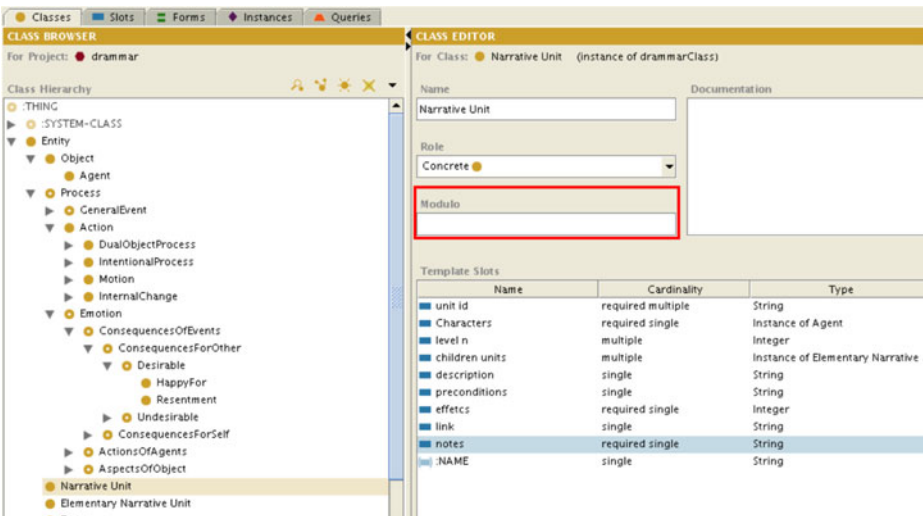 Classes Slots Forms Instances Queries
CLASS BROWSER
For Project: drammar
Class Hierarchy
:THING
:SYSTEM-CLASS
Entity
Object
Agent
Process
GeneralEvent
Action
DualObjectProcess
IntentionalProcess
Motion
InternalChange
Emotion
ConsequencesOfEvents
ConsequencesForOther
Desirable
HappyFor
Resentment
Undesirable
ConsequencesForSelf
ActionsOfAgents
AspectsOfObject
Narrative Unit
Elementary Narrative Unit
CLASS EDITOR
For Class: Narrative Unit (instance of drammarClass)
Name Documentation
Narrative Unit
Role
Concrete
Modulo
Template Slots
Name Cardinality Type
unit id required multiple String
Characters required single Instance of Agent
level n multiple Integer
children units multiple Instance of Elementary Narrative
description single String
preconditions single String
effetcs required single Integer
link single String
notes required single String
:NAME single String